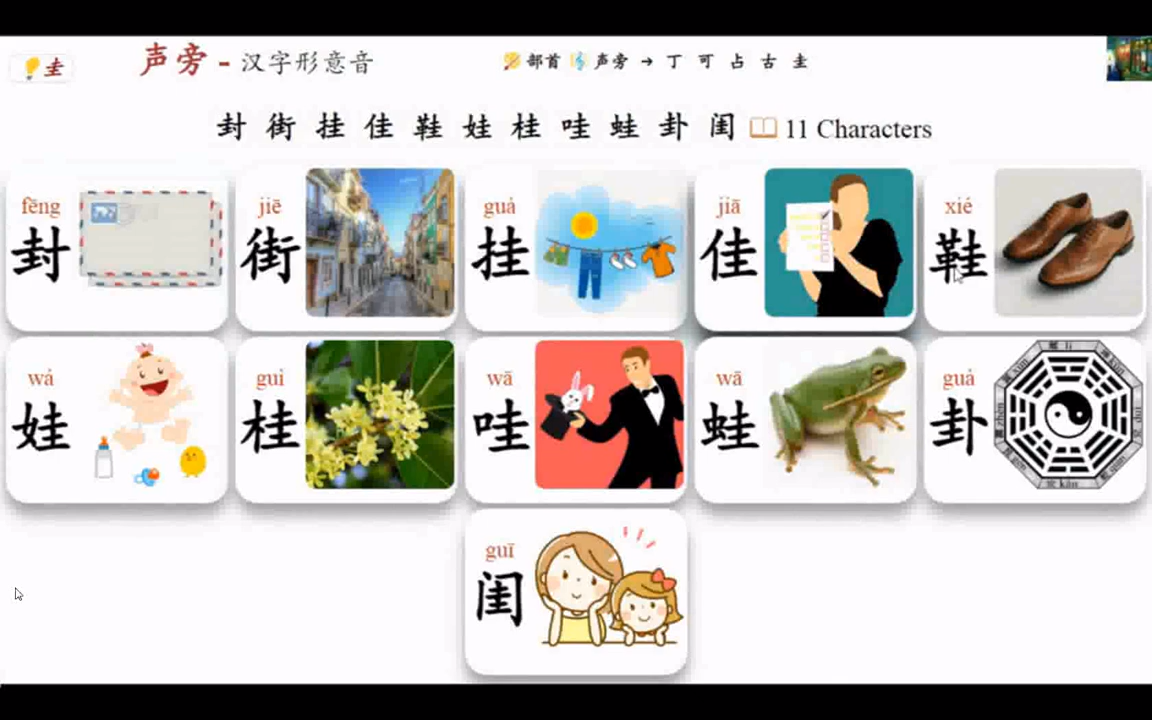 圭
声旁 - 汉字形意音
部首 声旁 → 丁 可 占 古 圭
封 街 挂 佳 鞋 娃 桂 哇 蛙 卦 闺 11 Characters
fēng
封
jiē
街
guà
挂
jiā
佳
xié
鞋
wá
娃
guì
桂
wā
哇
wā
蛙
guà
卦
guī
闺